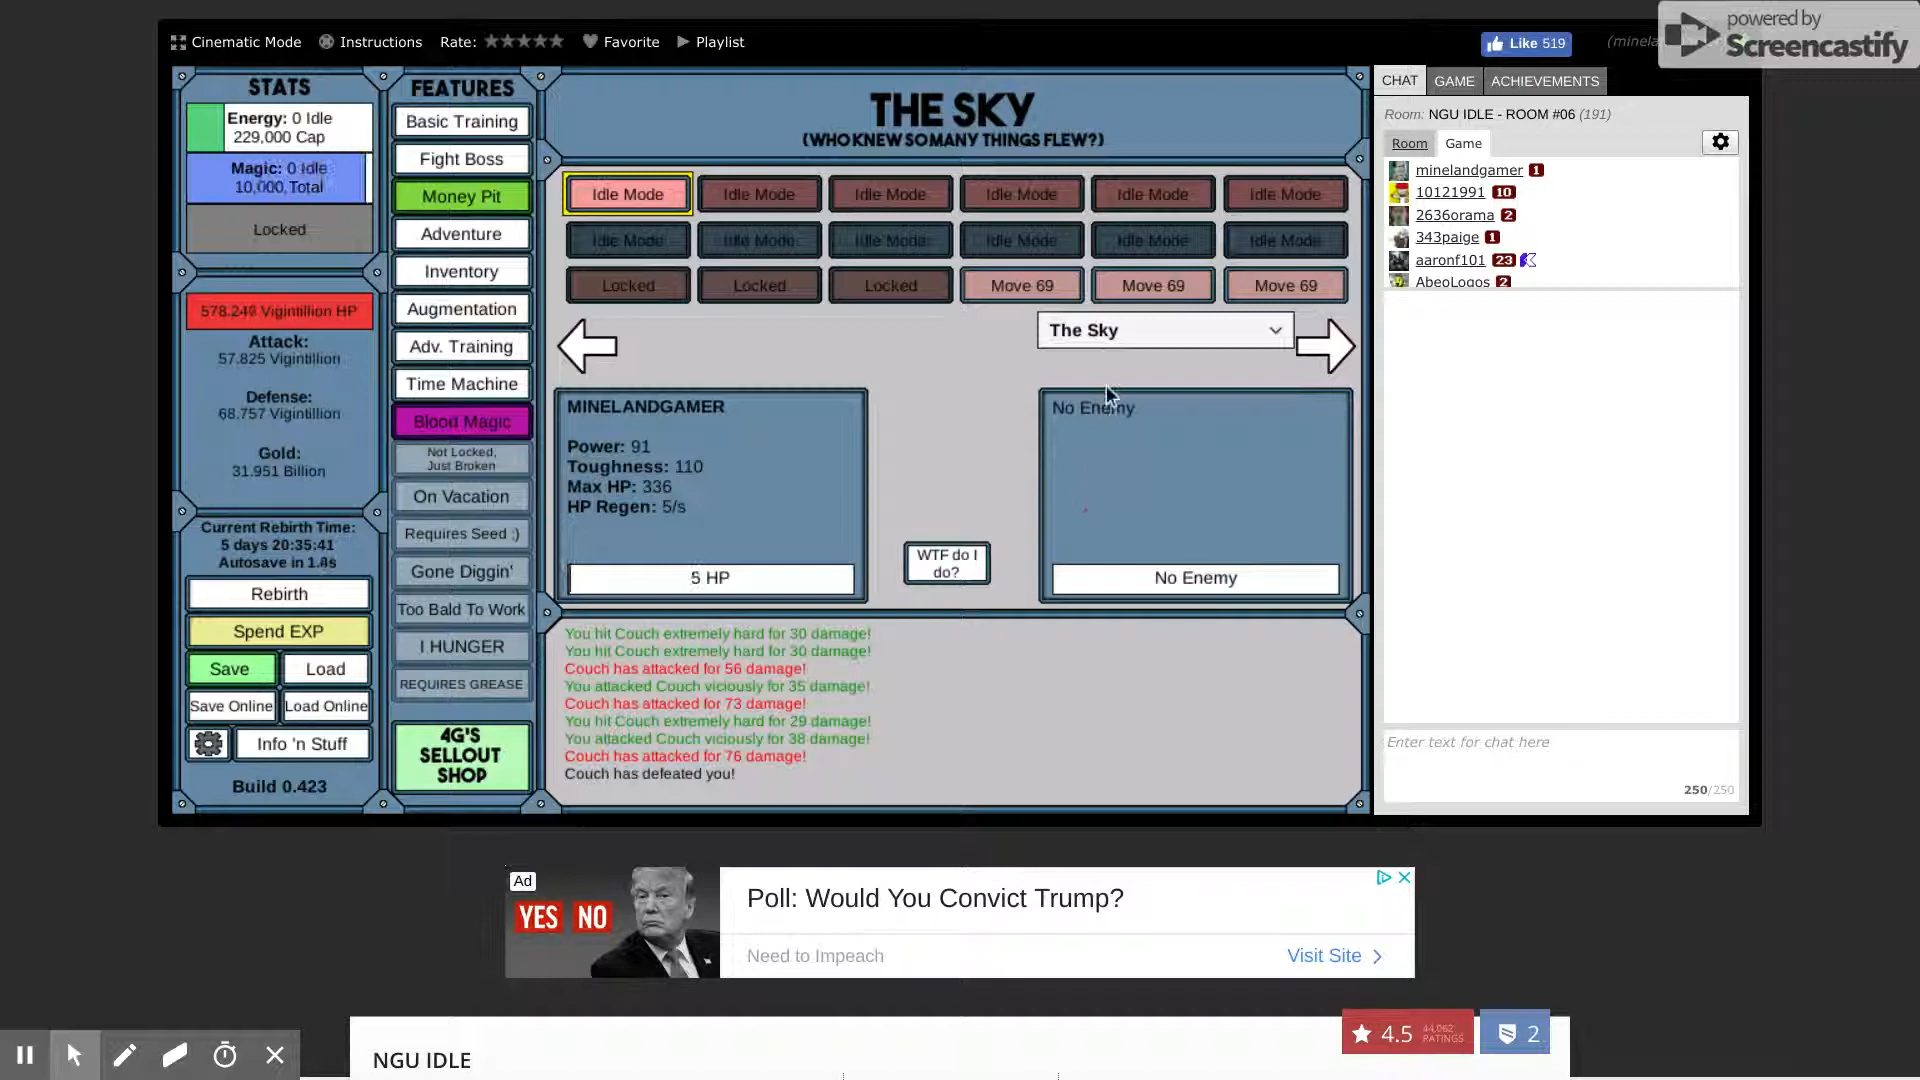 powered by
Screencastify
Cinematic Mode
Instructions
Rate:
Favorite
Playlist
Like 519
STATS
Energy: 0 Idle
229,000 Cap
Magic: 0 Idle
10,000 Total
Locked
578.240 Vigintillion HP
Attack:
57.825 Vigintillion
Defense:
68.757 Vigintillion
Gold:
31.951 Billion
Current Rebirth Time:
5 days 20:35:41
Autosave in 1.8s
Rebirth
Spend EXP
Save
Load
Save Online
Load Online
Info 'n Stuff
Build 0.423
FEATURES
Basic Training
Fight Boss
Money Pit
Adventure
Inventory
Augmentation
Adv. Training
Time Machine
Blood Magic
Not Locked,
Just Broken
On Vacation
Requires Seed :)
Gone Diggin'
Too Bald To Work
I HUNGER
REQUIRES GREASE
4G'S
SELLOUT
SHOP
THE SKY
(WHO KNEW SO MANY THINGS FLEW?)
Idle Mode Idle Mode Idle Mode Idle Mode Idle Mode Idle Mode
Idle Mode Idle Mode Idle Mode Idle Mode Idle Mode Idle Mode
Locked Locked Locked Move 69 Move 69 Move 69
The Sky
MINELANDGAMER
Power: 91
Toughness: 110
Max HP: 336
HP Regen: 5/s
5 HP
WTF do I
do?
No Enemy
No Enemy
You hit Couch extremely hard for 30 damage!
You hit Couch extremely hard for 30 damage!
Couch has attacked for 56 damage!
You attacked Couch viciously for 35 damage!
Couch has attacked for 73 damage!
You hit Couch extremely hard for 29 damage!
You attacked Couch viciously for 38 damage!
Couch has attacked for 76 damage!
Couch has defeated you!
CHAT
GAME
ACHIEVEMENTS
Room: NGU IDLE - ROOM #06 (191)
Room
Game
minelandgamer 1
10121991 10
2636orama 2
343paige 1
aaronf101 23
AbeoLogos 2
Enter text for chat here
250/250
Ad
YES NO
Poll: Would You Convict Trump?
Need to Impeach
Visit Site
NGU IDLE
4.5
44,062
RATINGS
2